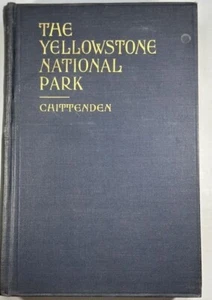 THE
YELLOWSTONE
NATIONAL
PARK
CHITTENDEN